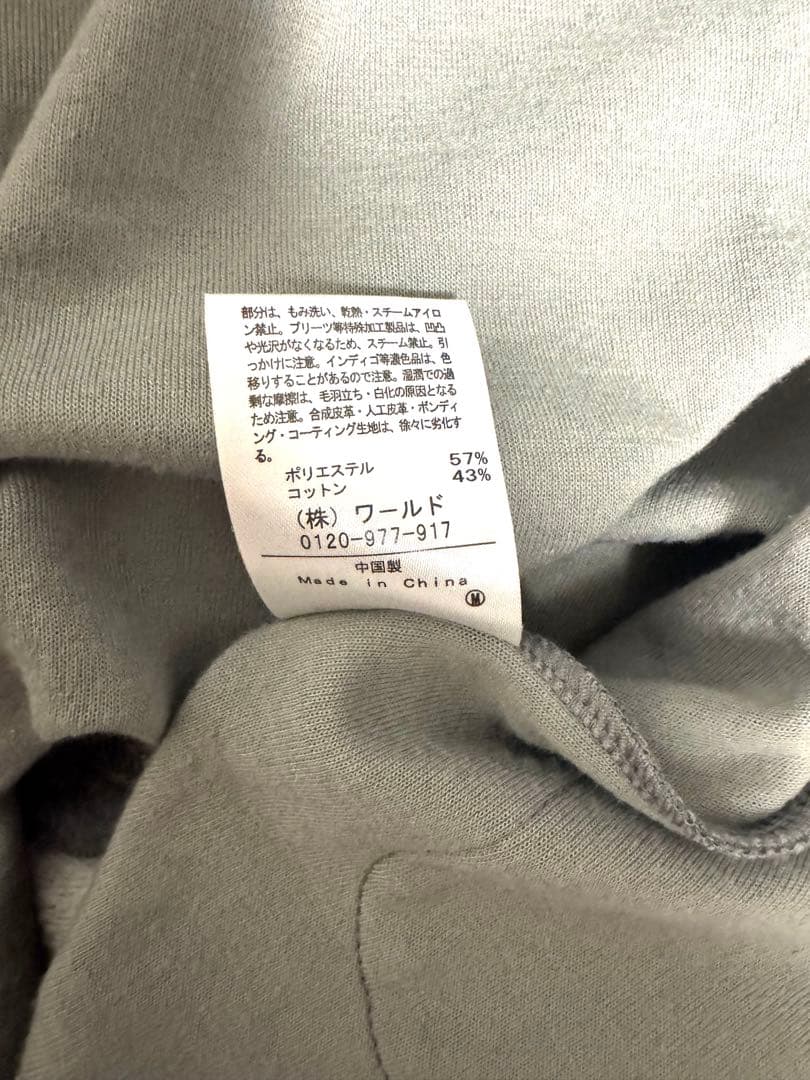 部分は、もみ洗い、乾熱・スチームアイロ
ン禁止。プリーツ等特殊加工製品は、凹凸
や光沢がなくなるため、スチーム禁止。引
っかけに注意。インディゴ等濃色品は、色
移りすることがあるので注意。湿潤での過
剰な摩擦は、毛羽立ち・白化の原因となる
ため注意。合成皮革・人工皮革・ボンディ
ング・コーティング生地は、徐々に劣化す
る。
ポリエステル 57%
コットン 43%
(株) ワールド
0120-977-917
中国製
Made in China
M